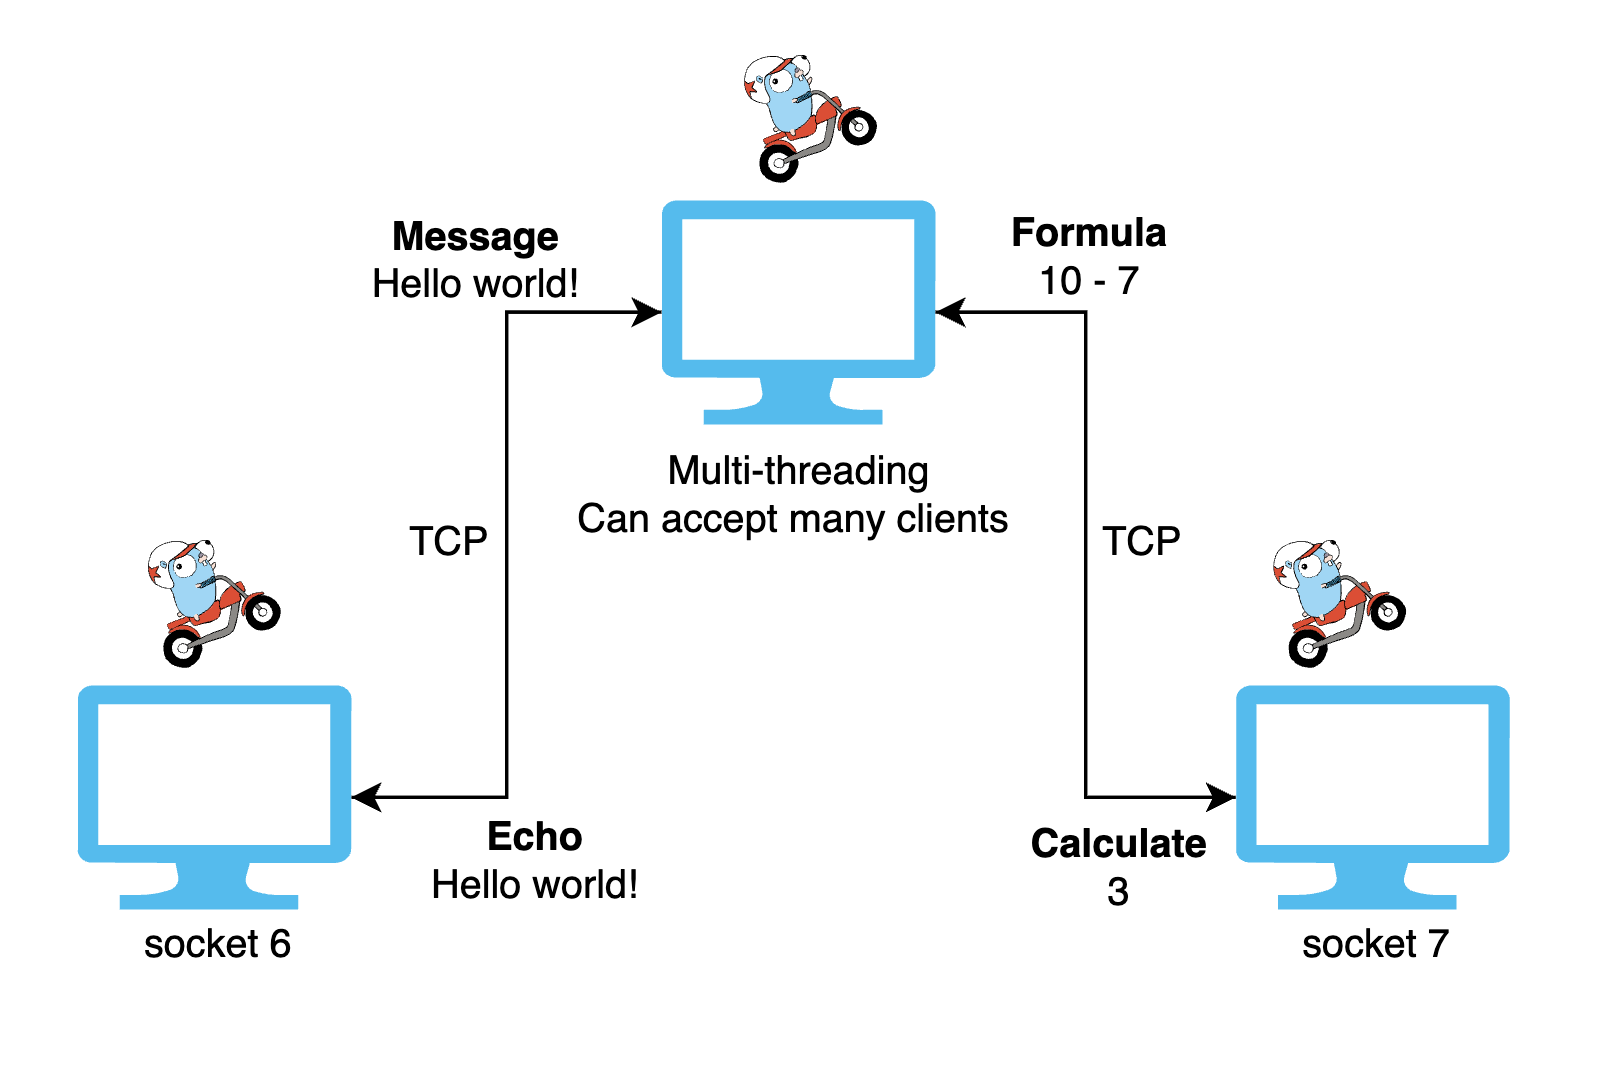 Message
Hello world!
Formula
10 - 7
Multi-threading
Can accept many clients
TCP
TCP
Echo
Hello world!
Calculate
3
socket 6
socket 7